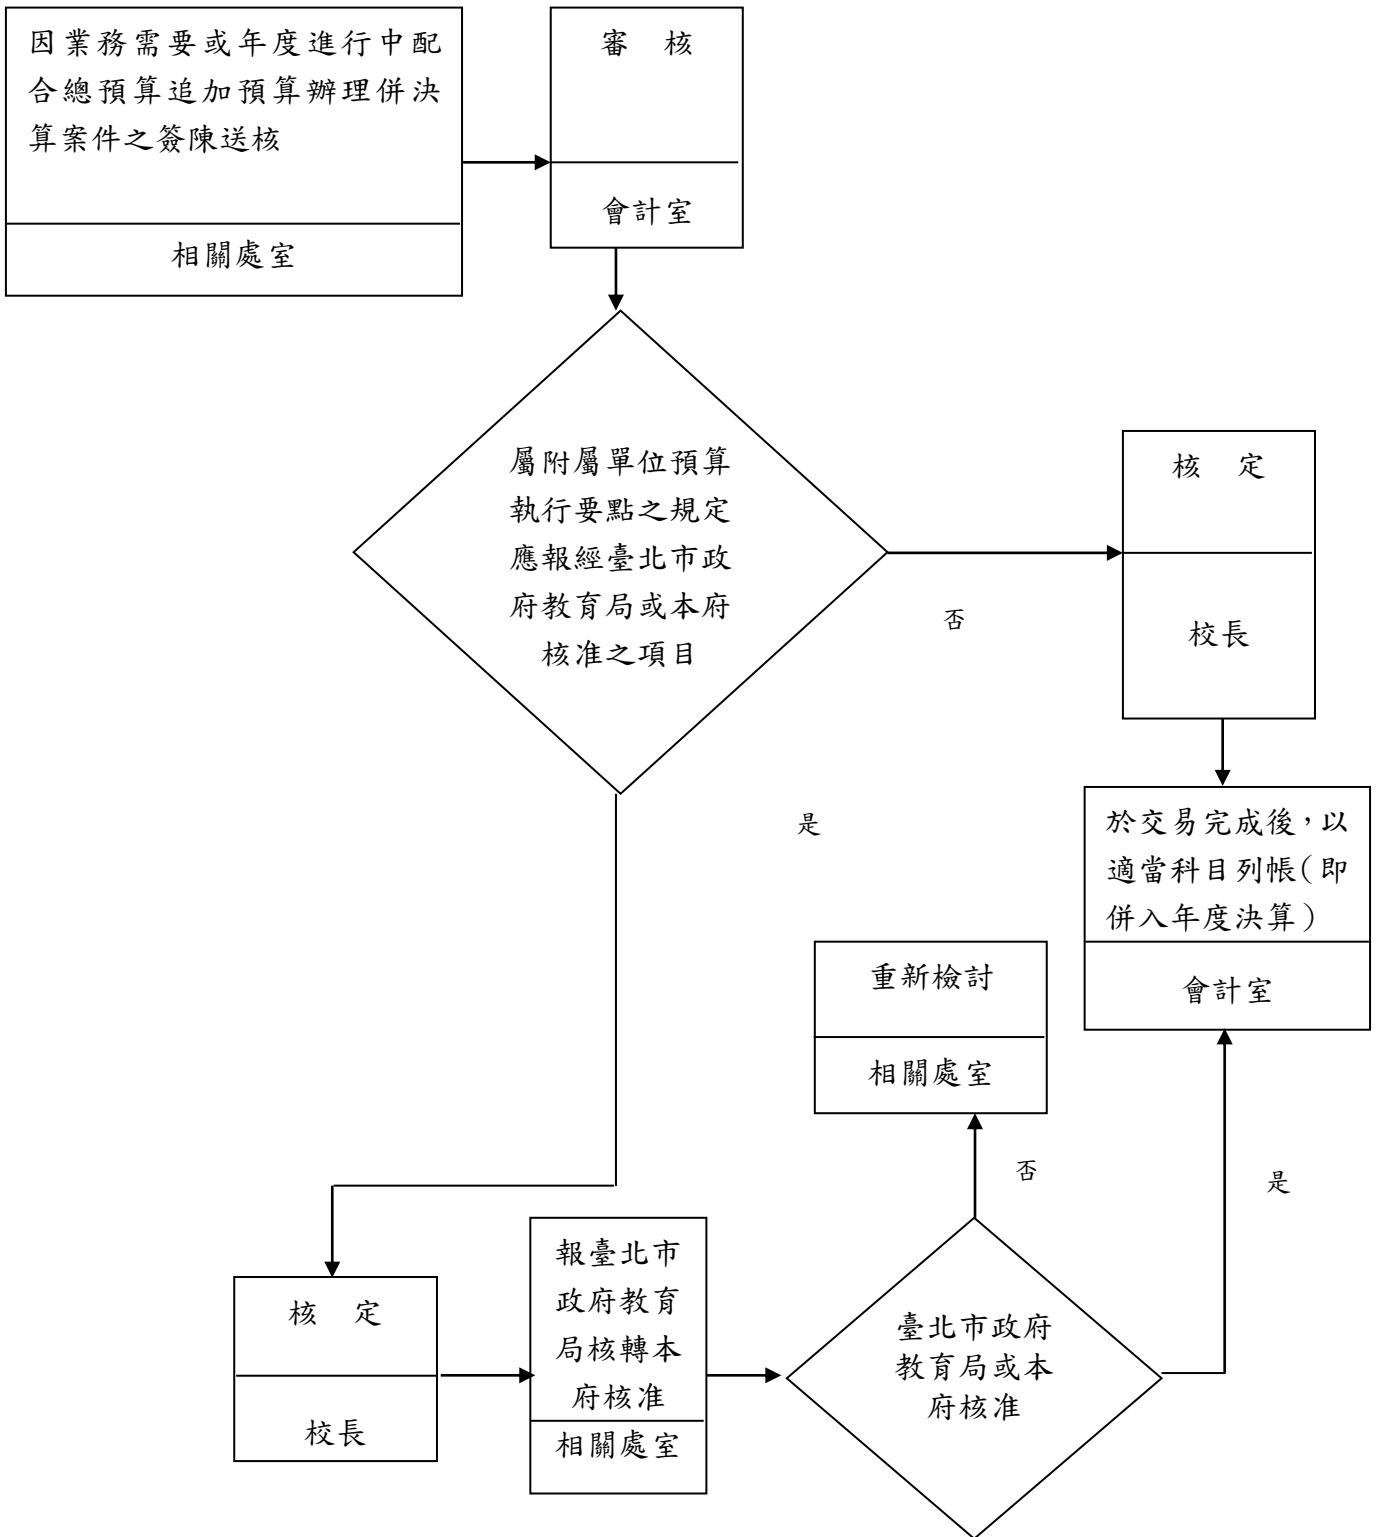 因業務需要或年度進行中配
合總預算追加預算辦理併決
算案件之簽陳送核
相關處室
審　核
會計室
屬附屬單位預算
執行要點之規定
應報經臺北市政
府教育局或本府
核准之項目
否
核　定
校長
是
於交易完成後，以
適當科目列帳（即
併入年度決算）
會計室
重新檢討
相關處室
否
是
核　定
校長
報臺北市
政府教育
局核轉本
府核准
相關處室
臺北市政府
教育局或本
府核准